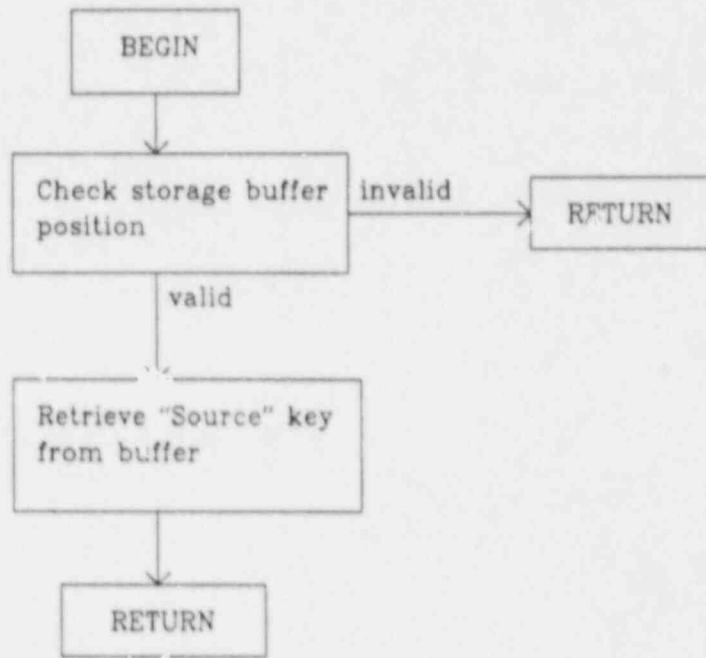 BEGIN
Check storage buffer
position
invalid
RETURN
valid
Retrieve "Source" key
from buffer
RETURN